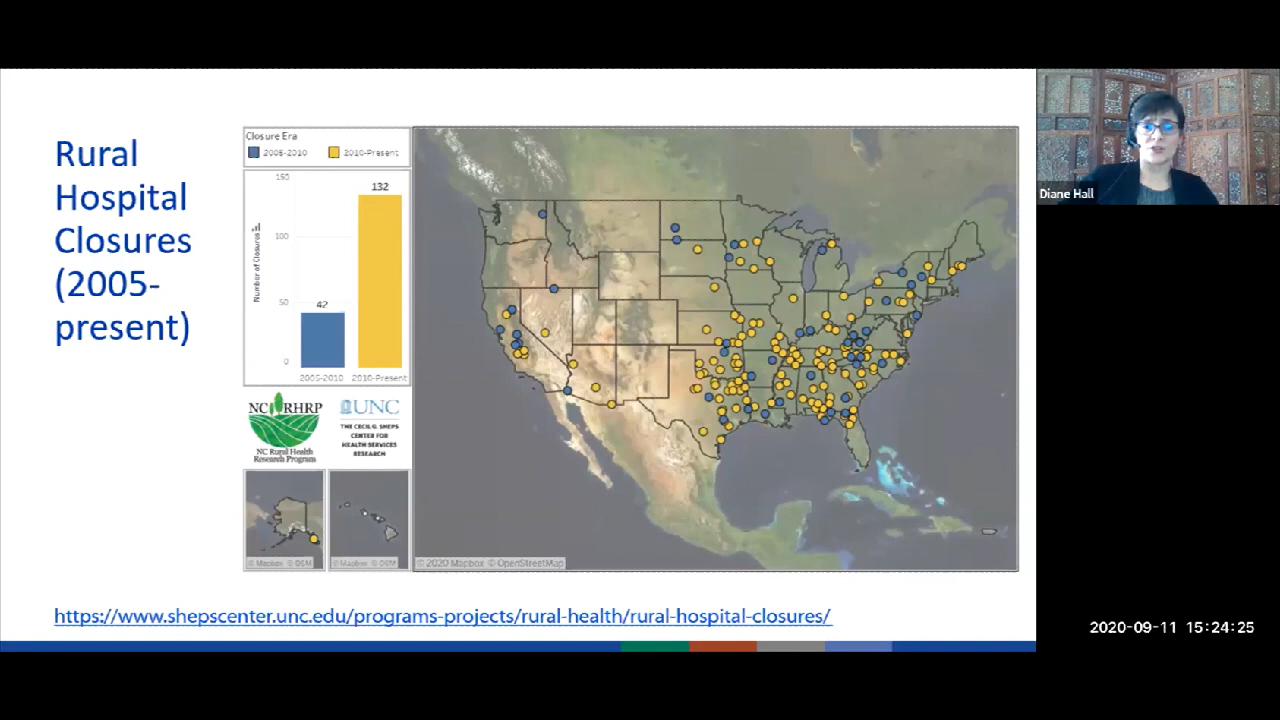 Rural
Hospital
Closures
(2005-
present)
Closure Era
2005-2010
2010-Present
150
100
50
0
Number of Closures
132
42
2005-2010
2010-Present
NC RHRP
NC Rural Health
Research Program
UNC
THE CECIL G. SHEPS
CENTER FOR
HEALTH SERVICES
RESEARCH
© Mapbox © OSM
© Mapbox © OSM
© 2020 Mapbox © OpenStreetMap
https://www.shepscenter.unc.edu/programs-projects/rural-health/rural-hospital-closures/
Diane Hall
2020-09-11 15:24:25